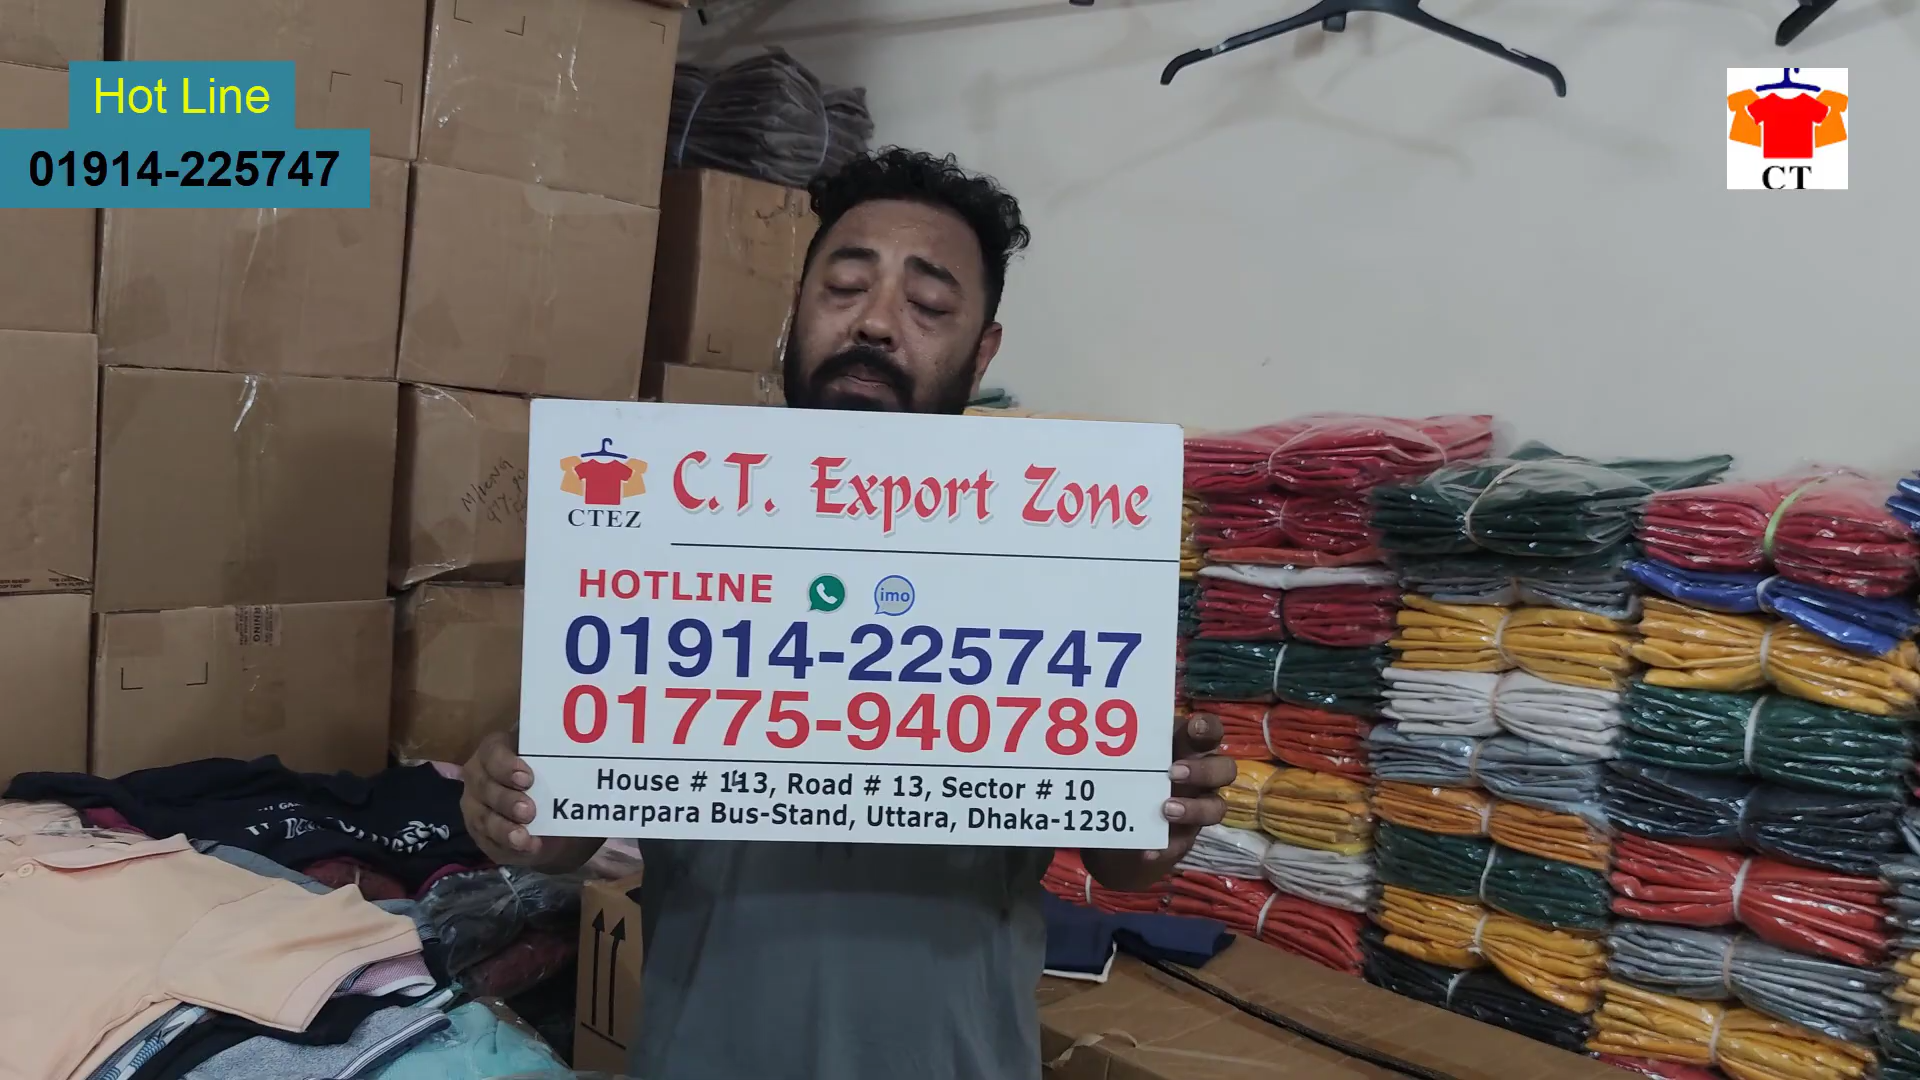 Hot Line
01914-225747
CT
CTEZ
C.T. Export Zone
HOTLINE
imo
01914-225747
01775-940789
House # 113, Road # 13, Sector # 10
Kamarpara Bus-Stand, Uttara, Dhaka-1230.